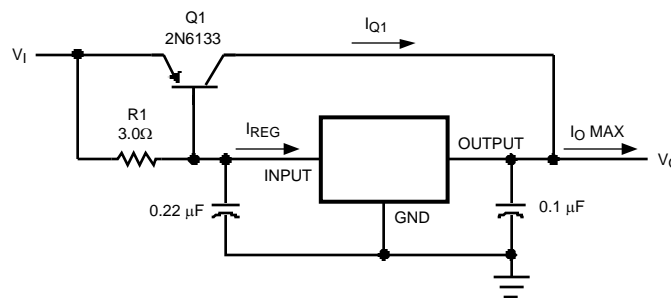 Q1
2N6133
I_Q1
V_I
R1
3.0Ω
I_REG
OUTPUT
I_O MAX
INPUT
V_O
0.22 µF
GND
0.1 µF